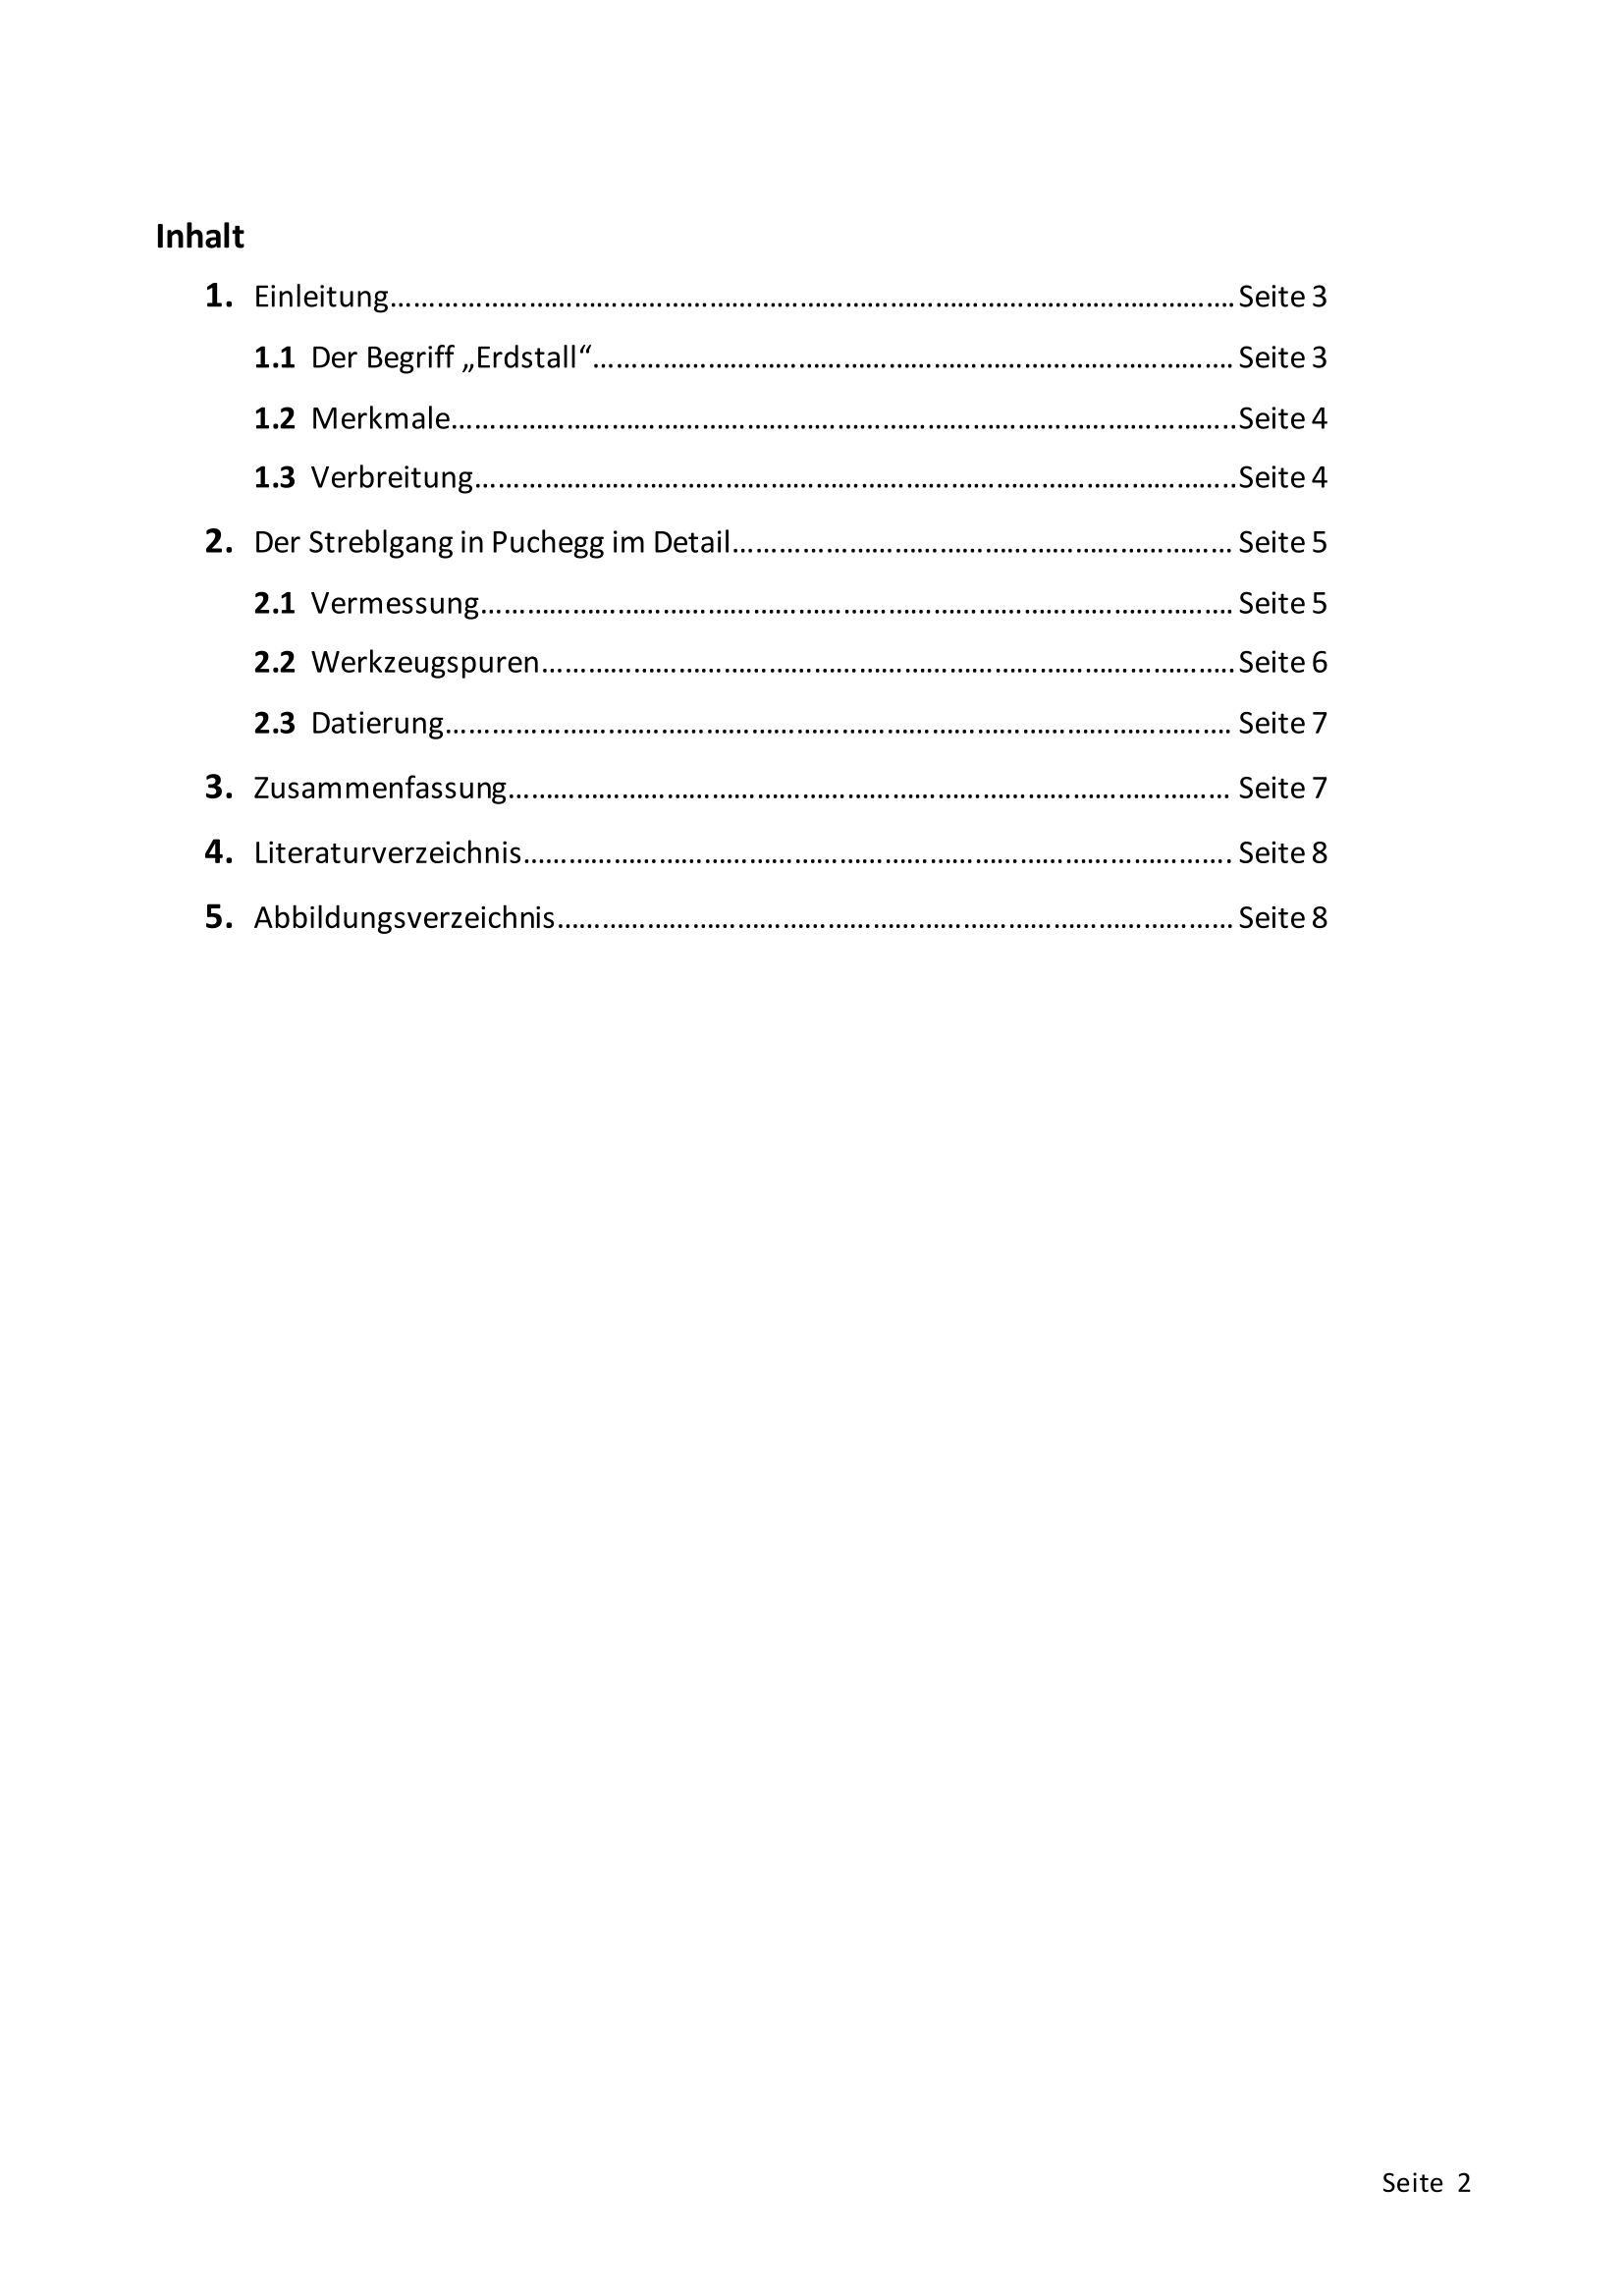 Inhalt
1. Einleitung........................................................................ Seite 3
1.1 Der Begriff „Erdstall“........................................................................ Seite 3
1.2 Merkmale........................................................................ Seite 4
1.3 Verbreitung........................................................................ Seite 4
2. Der Streblgang in Puchegg im Detail........................................................................ Seite 5
2.1 Vermessung........................................................................ Seite 5
2.2 Werkzeugspuren........................................................................ Seite 6
2.3 Datierung........................................................................ Seite 7
3. Zusammenfassung........................................................................ Seite 7
4. Literaturverzeichnis........................................................................ Seite 8
5. Abbildungsverzeichnis........................................................................ Seite 8
Seite 2